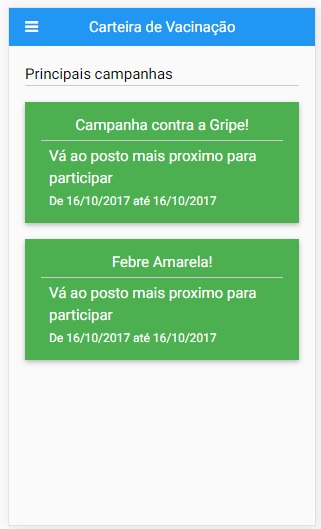 Carteira de Vacinação
Principais campanhas
Campanha contra a Gripe!
Vá ao posto mais proximo para
participar
De 16/10/2017 até 16/10/2017
Febre Amarela!
Vá ao posto mais proximo para
participar
De 16/10/2017 até 16/10/2017